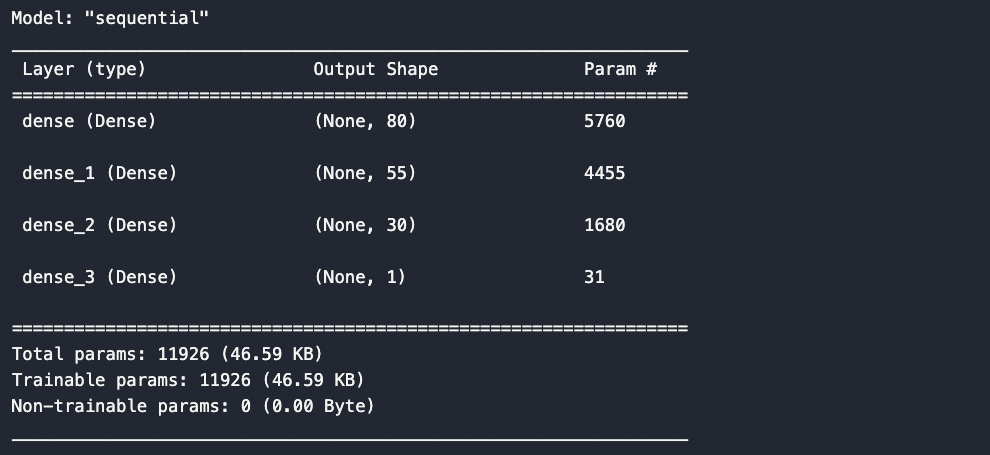 Model: "sequential"
_________________________________________________________________
Layer (type) Output Shape Param #
=================================================================
dense (Dense) (None, 80) 5760
dense_1 (Dense) (None, 55) 4455
dense_2 (Dense) (None, 30) 1680
dense_3 (Dense) (None, 1) 31
=================================================================
Total params: 11926 (46.59 KB)
Trainable params: 11926 (46.59 KB)
Non-trainable params: 0 (0.00 Byte)
_________________________________________________________________